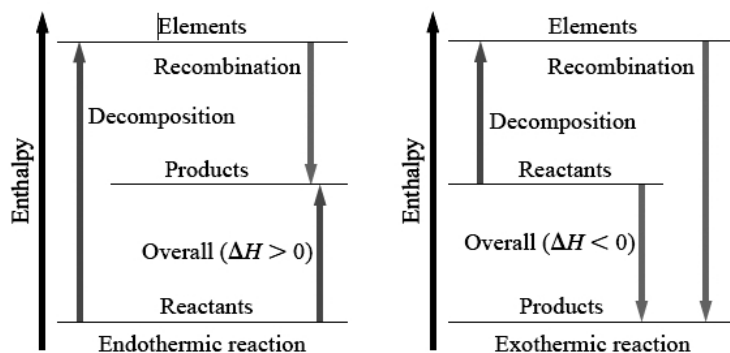 Enthalpy
Elements
Recombination
Decomposition
Products
Overall (ΔH > 0)
Reactants
Endothermic reaction
Enthalpy
Elements
Recombination
Decomposition
Reactants
Overall (ΔH < 0)
Products
Exothermic reaction